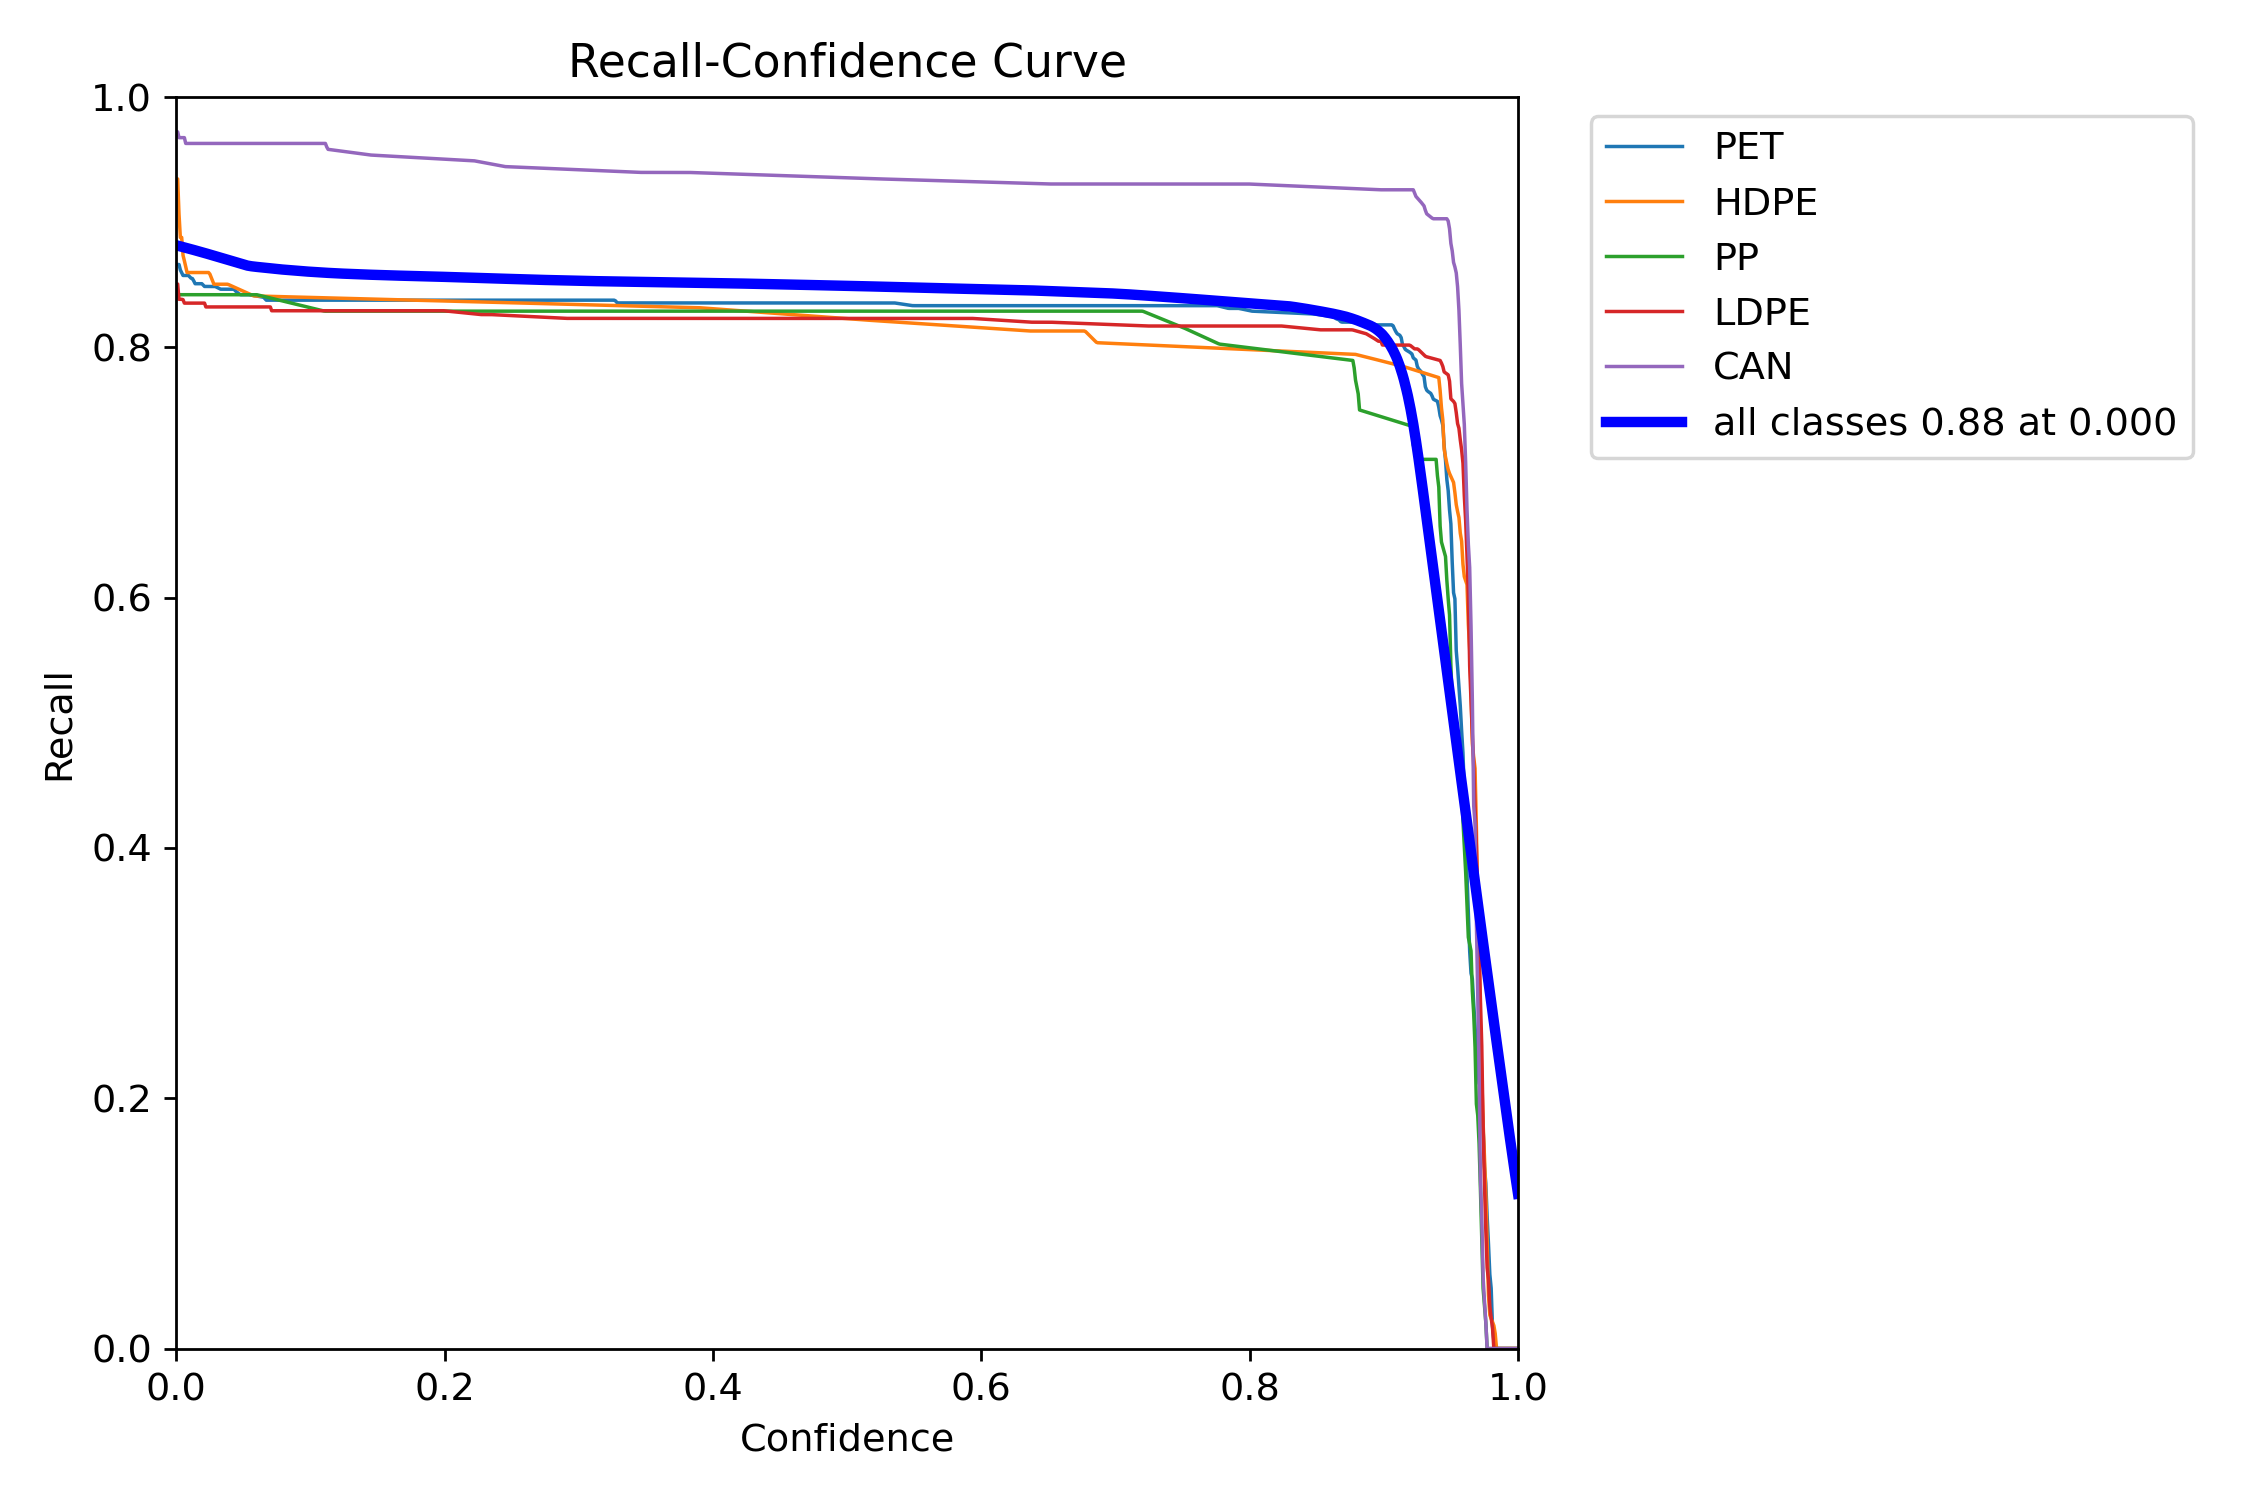 Recall-Confidence Curve
1.0
0.8
0.6
0.4
0.2
0.0
Recall
0.0 0.2 0.4 0.6 0.8 1.0
Confidence
PET
HDPE
PP
LDPE
CAN
all classes 0.88 at 0.000